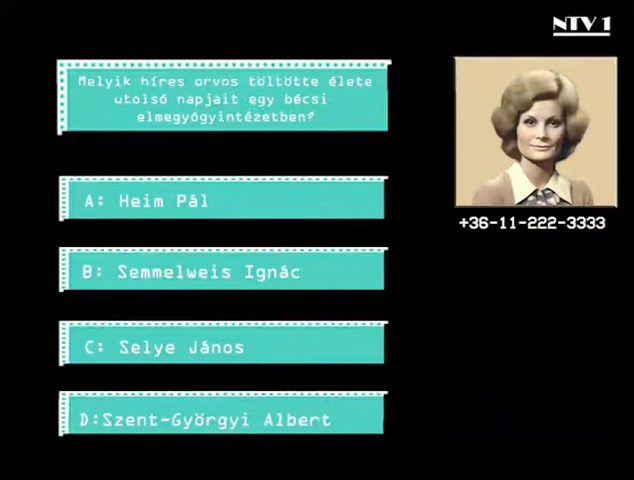 NTV 1
Melyik híres orvos töltötte élete
utolsó napjait egy bécsi
elmegyógyintézetben?
A: Heim Pál
B: Semmelweis Ignác
C: Selye János
D:Szent-Györgyi Albert
+36-11-222-3333